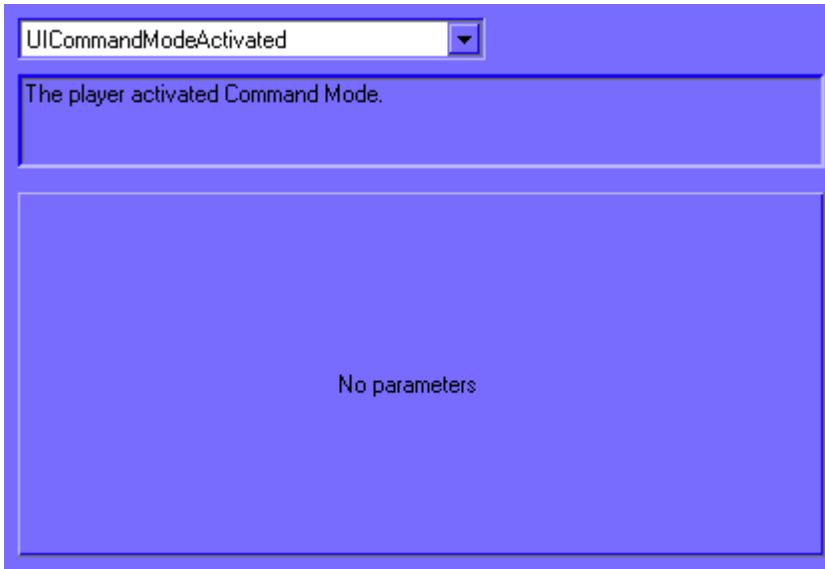 UICommandModeActivated
The player activated Command Mode.
No parameters